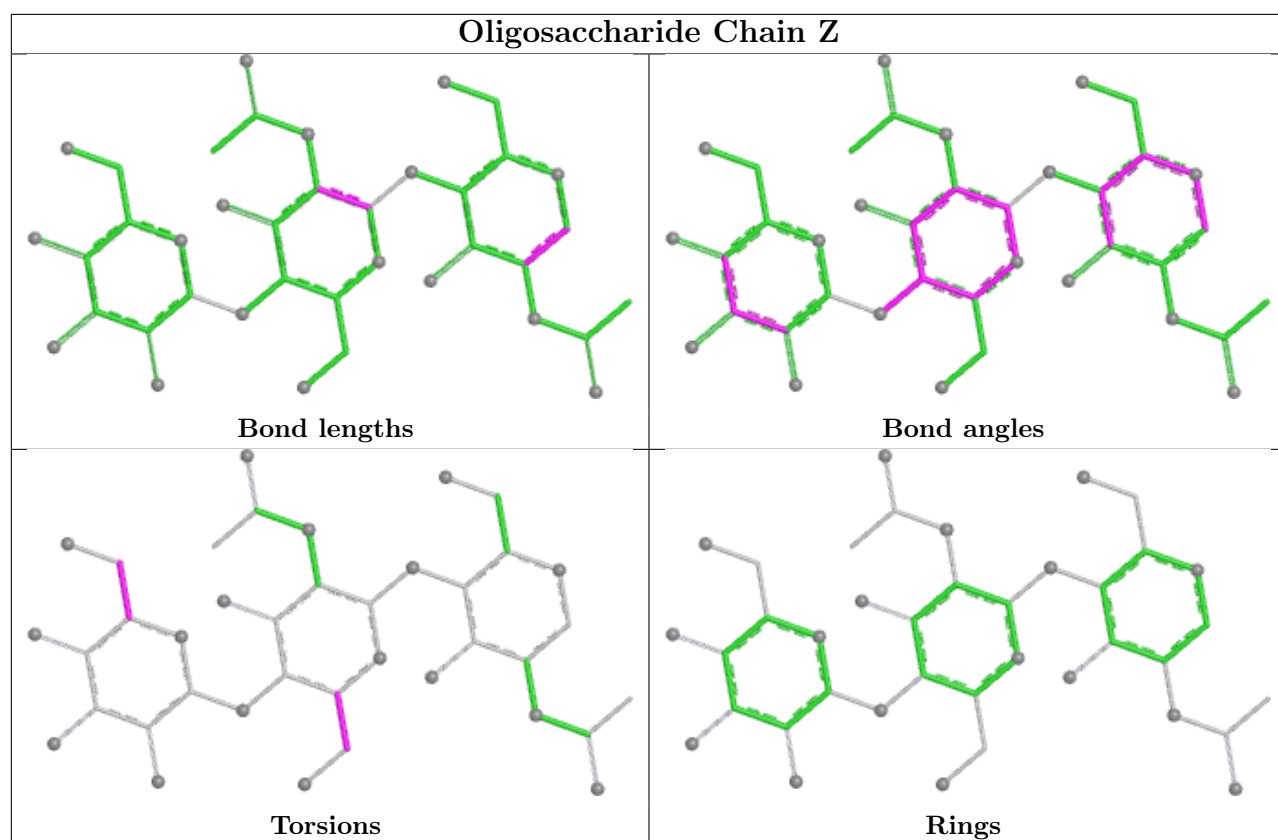 Oligosaccharide Chain Z
Bond lengths
Bond angles
Torsions
Rings